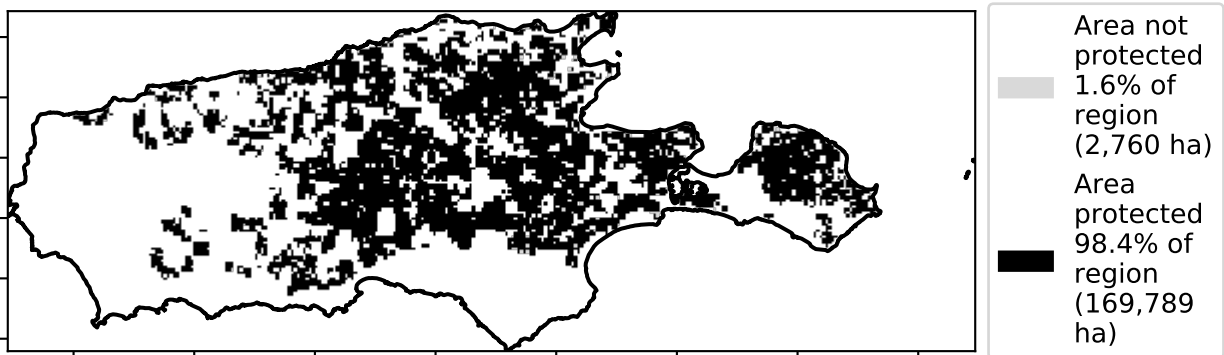 Area not
protected
1.6% of
region
(2,760 ha)
Area
protected
98.4% of
region
(169,789
ha)